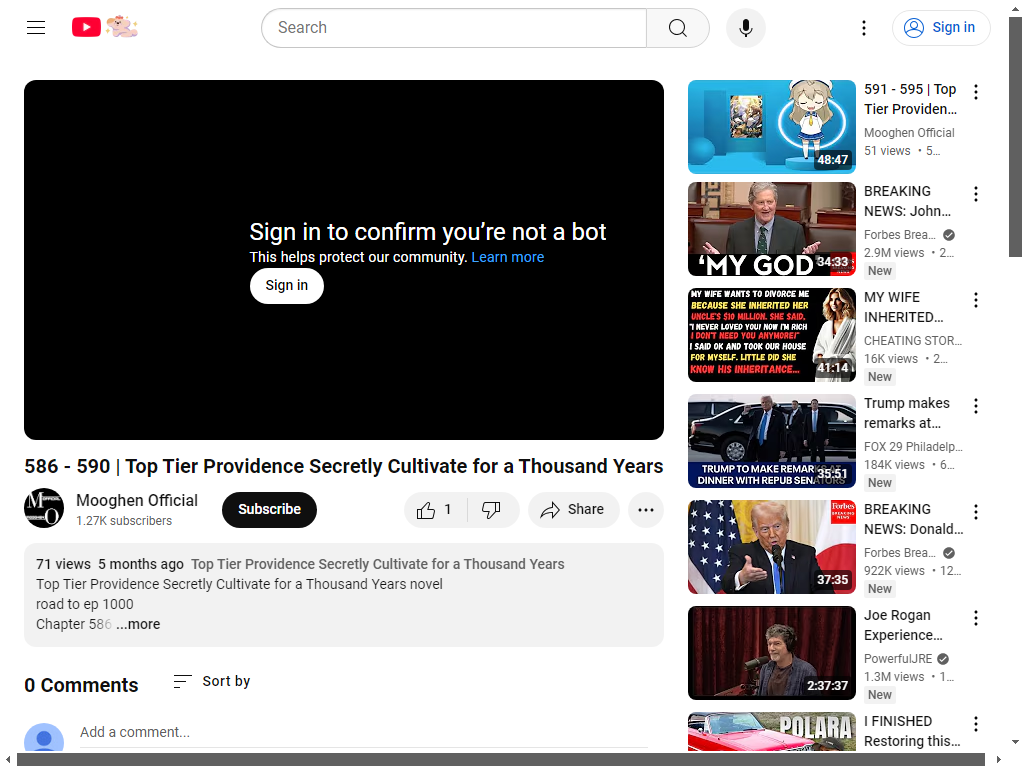 Search
Sign in
Sign in to confirm you’re not a bot
This helps protect our community. Learn more
Sign in
586 - 590 | Top Tier Providence Secretly Cultivate for a Thousand Years
Mooghen Official
1.27K subscribers
Subscribe
1
Share
71 views 5 months ago Top Tier Providence Secretly Cultivate for a Thousand Years
Top Tier Providence Secretly Cultivate for a Thousand Years novel
road to ep 1000
Chapter 586 ...more
0 Comments
Sort by
Add a comment...
48:47
591 - 595 | Top
Tier Providen...
Mooghen Official
51 views • 5...
'MY GOD'
34:33
BREAKING
NEWS: John...
Forbes Brea...
2.9M views • 2...
New
MY WIFE WANTS TO DIVORCE ME
BECAUSE SHE INHERITED HER
UNCLE'S $10 MILLION. SHE SAID,
"I NEVER LOVED YOU! NOW I'M RICH
I DON'T NEED YOU ANYMORE!"
I SAID OK AND TOOK OUR HOUSE
FOR MYSELF. LITTLE DID SHE
KNOW HIS INHERITANCE...
41:14
MY WIFE
INHERITED...
CHEATING STOR...
16K views • 2...
New
TRUMP TO MAKE REMARKS AT
DINNER WITH REPUB SENATORS
35:51
Trump makes
remarks at...
FOX 29 Philadelp...
184K views • 6...
New
Forbes
BREAKING
NEWS
37:35
BREAKING
NEWS: Donald...
Forbes Brea...
922K views • 12...
New
2:37:37
Joe Rogan
Experience...
PowerfulJRE
1.3M views • 1...
New
POLARA
I FINISHED
Restoring this...